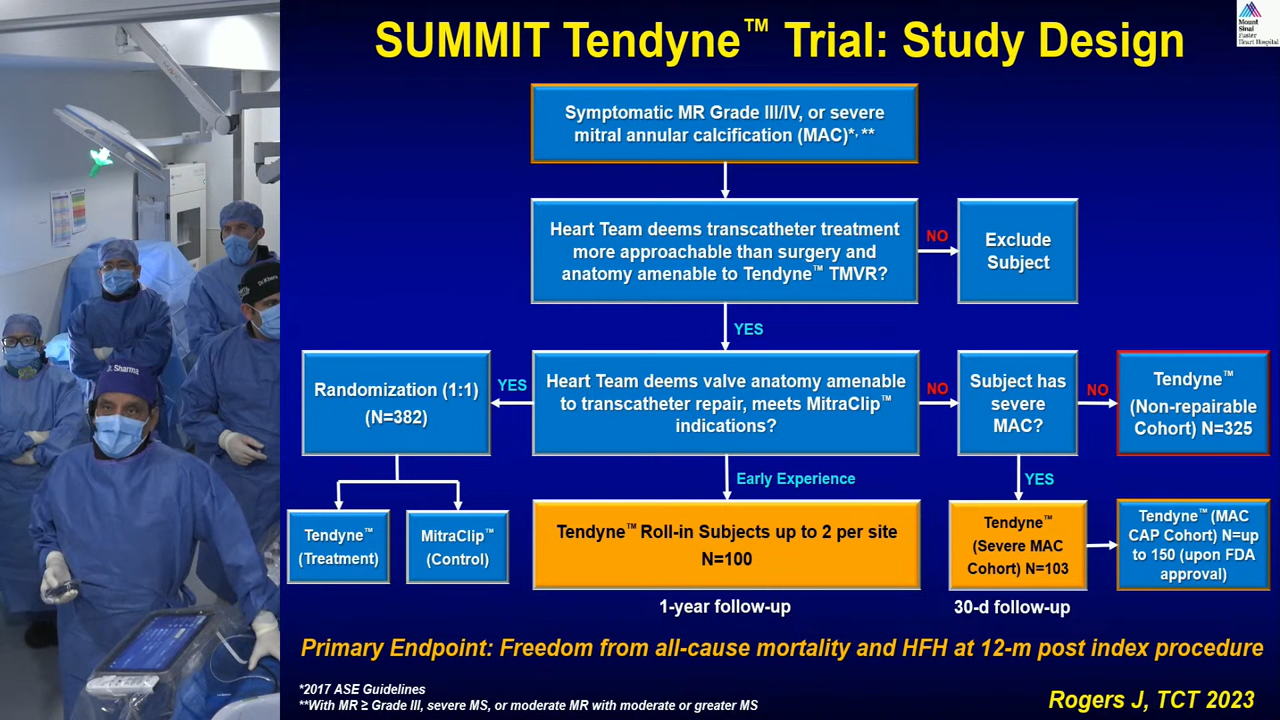 SUMMIT Tendyne™ Trial: Study Design
Mount
Sinai
Fuster
Heart Hospital
Symptomatic MR Grade III/IV, or severe
mitral annular calcification (MAC)*, **
Heart Team deems transcatheter treatment
more approachable than surgery and
anatomy amenable to Tendyne™ TMVR?
NO
Exclude
Subject
YES
Randomization (1:1)
(N=382)
YES
Heart Team deems valve anatomy amenable
to transcatheter repair, meets MitraClip™
indications?
NO
Subject has
severe
MAC?
NO
Tendyne™
(Non-repairable
Cohort) N=325
Early Experience
YES
Tendyne™
(Treatment)
MitraClip™
(Control)
Tendyne™ Roll-in Subjects up to 2 per site
N=100
Tendyne™
(Severe MAC
Cohort) N=103
Tendyne™ (MAC
CAP Cohort) N=up
to 150 (upon FDA
approval)
1-year follow-up
30-d follow-up
Primary Endpoint: Freedom from all-cause mortality and HFH at 12-m post index procedure
*2017 ASE Guidelines
**With MR ≥ Grade III, severe MS, or moderate MR with moderate or greater MS
Rogers J, TCT 2023
Sharma